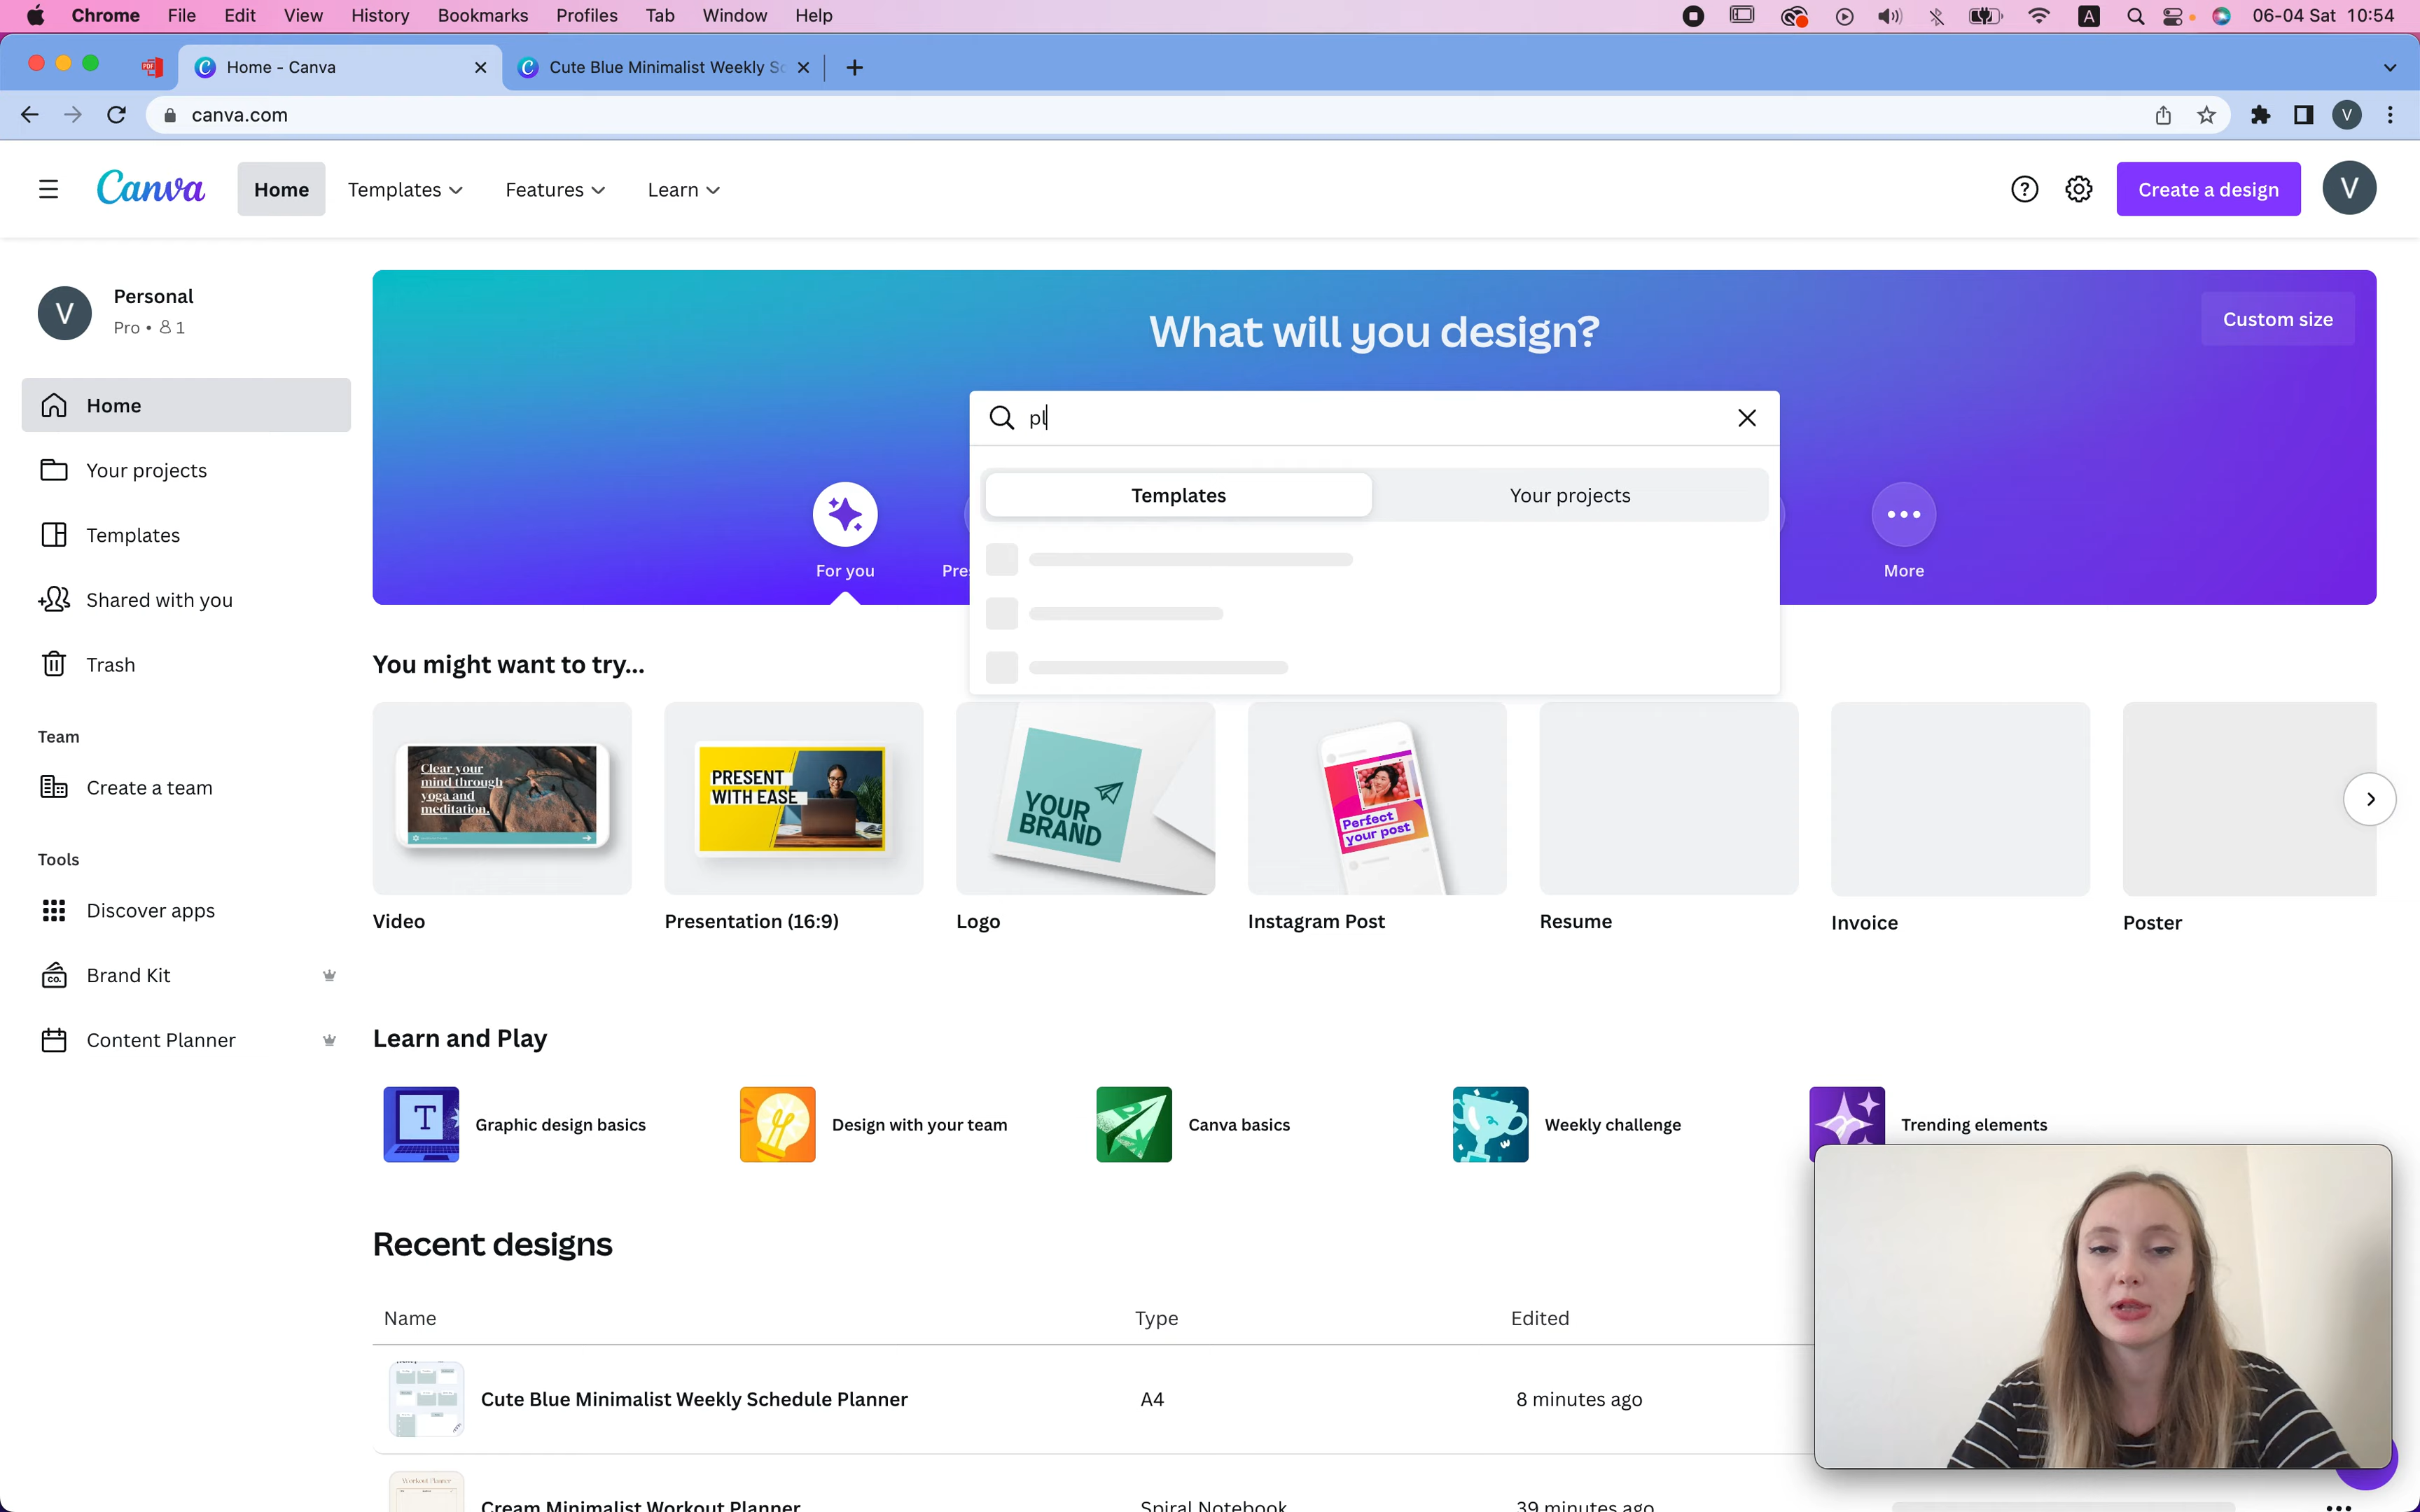 Chrome File Edit View History Bookmarks Profiles Tab Window Help
A 06-04 Sat 10:54
Home - Canva
Cute Blue Minimalist Weekly Sc
canva.com
V
Canva Home Templates Features Learn
Create a design
V
V
Personal
Pro • 1
Home
Your projects
Templates
Shared with you
Trash
Team
Create a team
Tools
Discover apps
Brand Kit
Content Planner
What will you design?
Custom size
pl
Templates
Your projects
For you
Pres
More
You might want to try...
Clear your
mind through
yoga and
meditation.
PRESENT
WITH EASE
YOUR
BRAND
Perfect
your post
Video
Presentation (16:9)
Logo
Instagram Post
Resume
Invoice
Poster
Learn and Play
Graphic design basics
Design with your team
Canva basics
Weekly challenge
Trending elements
Recent designs
Name Type Edited
Cute Blue Minimalist Weekly Schedule Planner A4 8 minutes ago
Workout Planner
Cream Minimalist Workout Planner Spiral Notebook 39 minutes ago